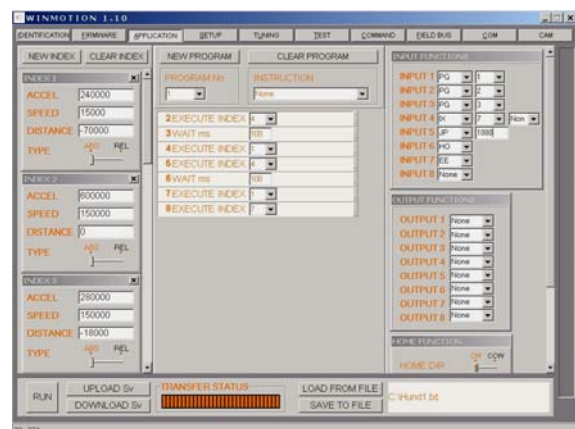 WINMOTION 1.10
IDENTIFICATION FIRMWARE APPLICATION SETUP TUNING TEST COMMAND FIELD BUS COM CAM
NEW INDEX CLEAR INDEX
INDEX 1
ACCEL 240000
SPEED 15000
DISTANCE -70000
TYPE ABS REL
INDEX 2
ACCEL 600000
SPEED 150000
DISTANCE 0
TYPE ABS REL
INDEX 3
ACCEL 280000
SPEED 150000
DISTANCE -18000
TYPE ABS REL
NEW PROGRAM CLEAR PROGRAM
PROGRAM No INSTRUCTION
1 None
2 EXECUTE INDEX 4
3 WAIT ms 100
4 EXECUTE INDEX 1
5 EXECUTE INDEX 4
6 WAIT ms 100
7 EXECUTE INDEX 1
8 EXECUTE INDEX
INPUT FUNCTIONS
INPUT 1 PG 1
INPUT 2 PG 2
INPUT 3 PG 3
INPUT 4 IX 7 Non
INPUT 5 JP 1000
INPUT 6 HO
INPUT 7 EE
INPUT 8 None
OUTPUT FUNCTIONS
OUTPUT 1 None
OUTPUT 2 None
OUTPUT 3 None
OUTPUT 4 None
OUTPUT 5 None
OUTPUT 6 None
OUTPUT 7 None
OUTPUT 8 None
HOME FUNCTION
HOME DIR CW CCW
RUN
UPLOAD Sv
DOWNLOAD Sv
TRANSFER STATUS
LOAD FROM FILE
SAVE TO FILE
C:\Hund1.txt